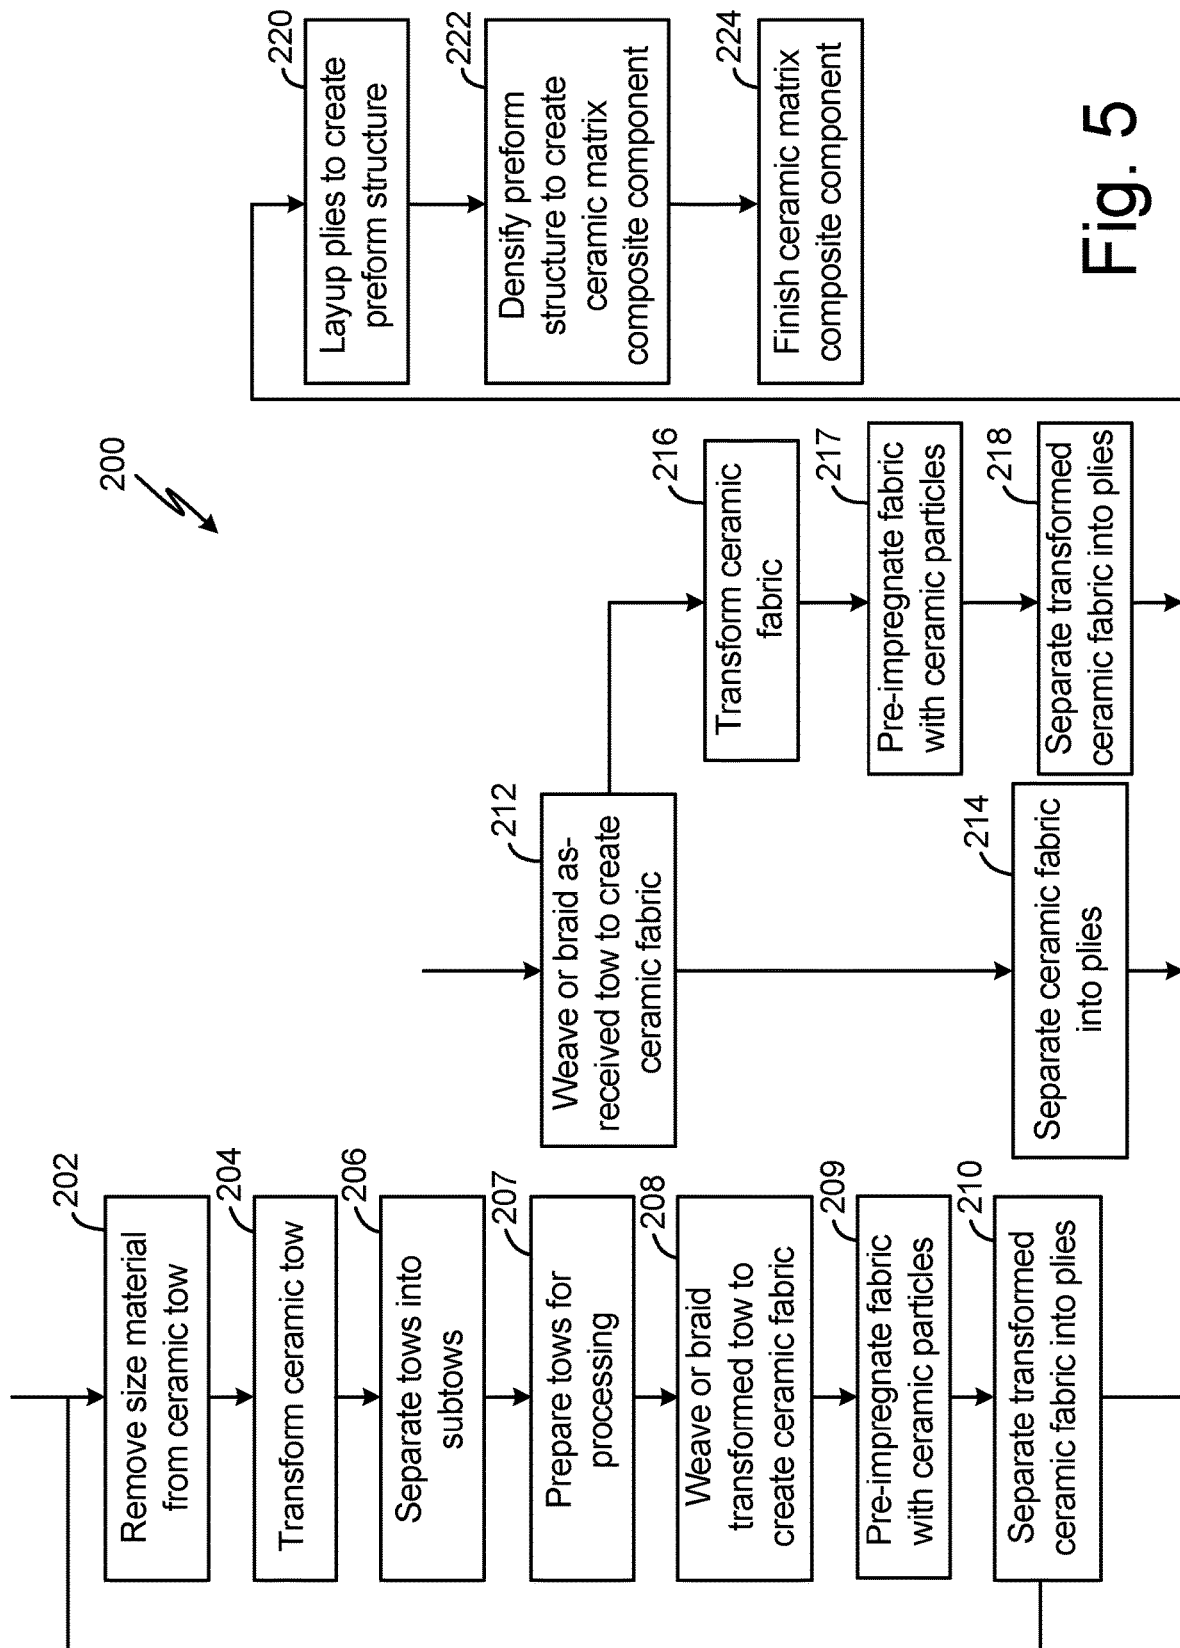 200
202
Remove size material
from ceramic tow
204
Transform ceramic tow
206
Separate tows into
subtows
207
Prepare tows for
processing
208
Weave or braid
transformed tow to
create ceramic fabric
209
Pre-impregnate fabric
with ceramic particles
210
Separate transformed
ceramic fabric into plies
212
Weave or braid as-
received tow to create
ceramic fabric
214
Separate ceramic fabric
into plies
216
Transform ceramic
fabric
217
Pre-impregnate fabric
with ceramic particles
218
Separate transformed
ceramic fabric into plies
220
Layup plies to create
preform structure
222
Densify preform
structure to create
ceramic matrix
composite component
224
Finish ceramic matrix
composite component
Fig. 5